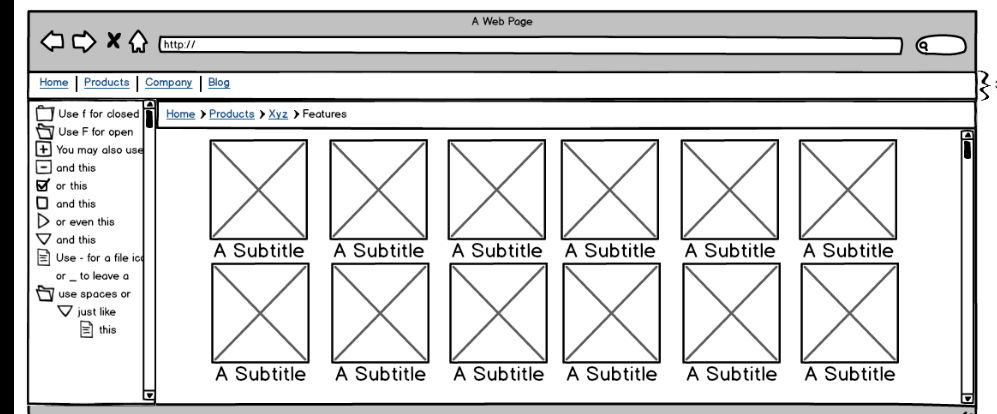 A Web Page
http://
Home Products Company Blog
Home > Products > Xyz > Features
Use f for closed
Use F for open
You may also use
and this
or this
and this
or even this
and this
Use - for a file
or _ to leave a
use spaces or
just like
this
A Subtitle A Subtitle A Subtitle A Subtitle A Subtitle A Subtitle
A Subtitle A Subtitle A Subtitle A Subtitle A Subtitle A Subtitle